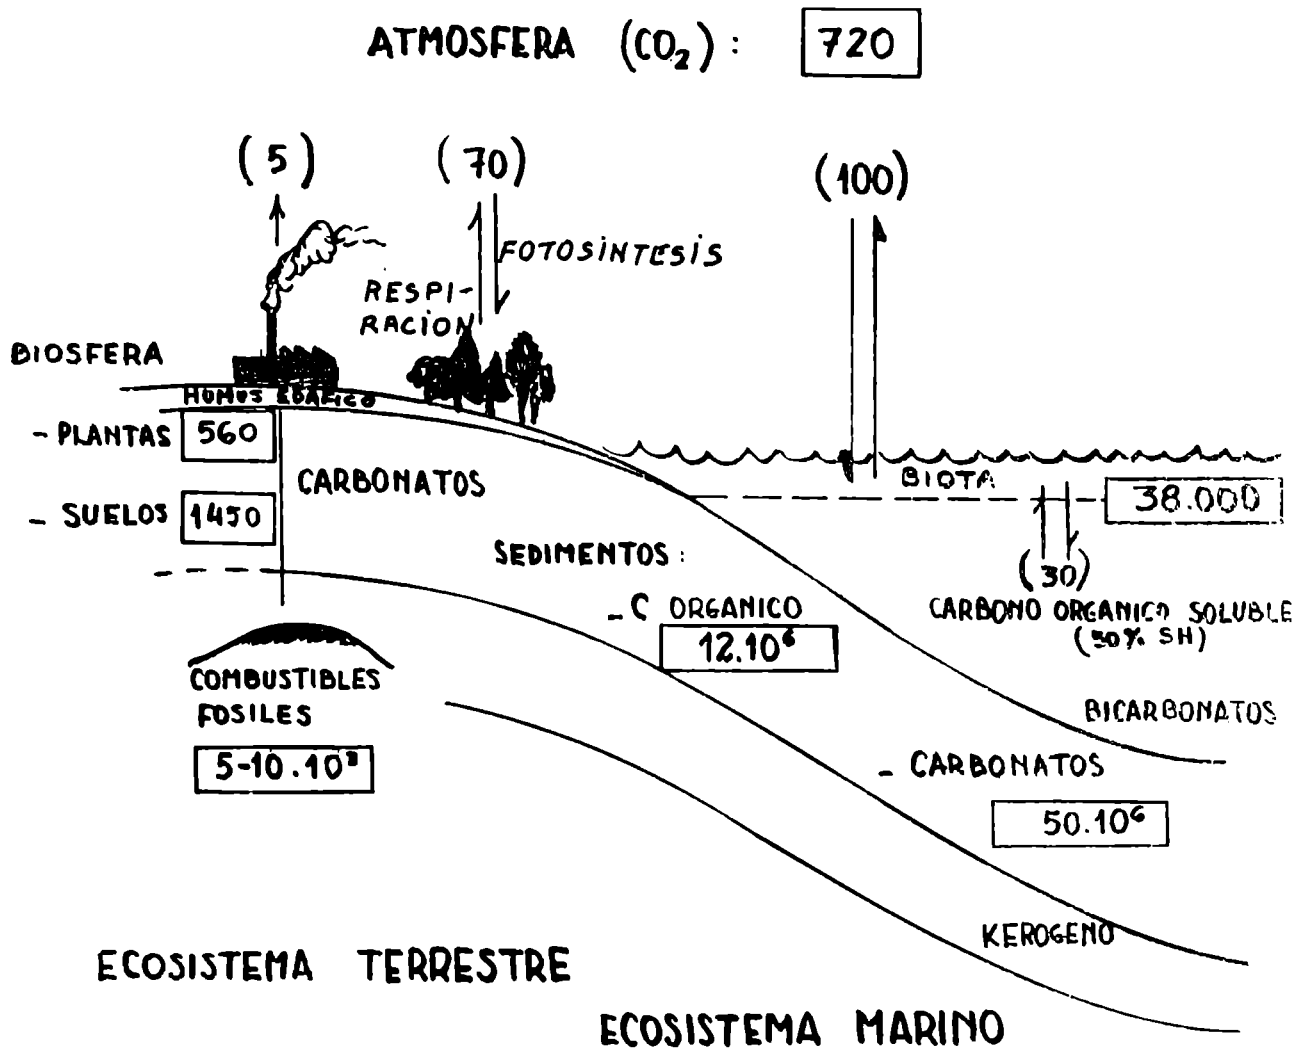 ATMOSFERA (CO₂): 720
(5)
(70)
(100)
FOTOSINTESIS
RESPI-
RACION
BIOSFERA
HUMUS EDAFICO
- PLANTAS 560
CARBONATOS
- SUELOS 1450
BIOTA
38.000
SEDIMENTOS:
- C ORGANICO
12.10⁶
(30)
CARBONO ORGANICO SOLUBLE
(50% SH)
COMBUSTIBLES
FOSILES
5-10.10³
BICARBONATOS
- CARBONATOS
50.10⁶
KEROGENO
ECOSISTEMA TERRESTRE
ECOSISTEMA MARINO